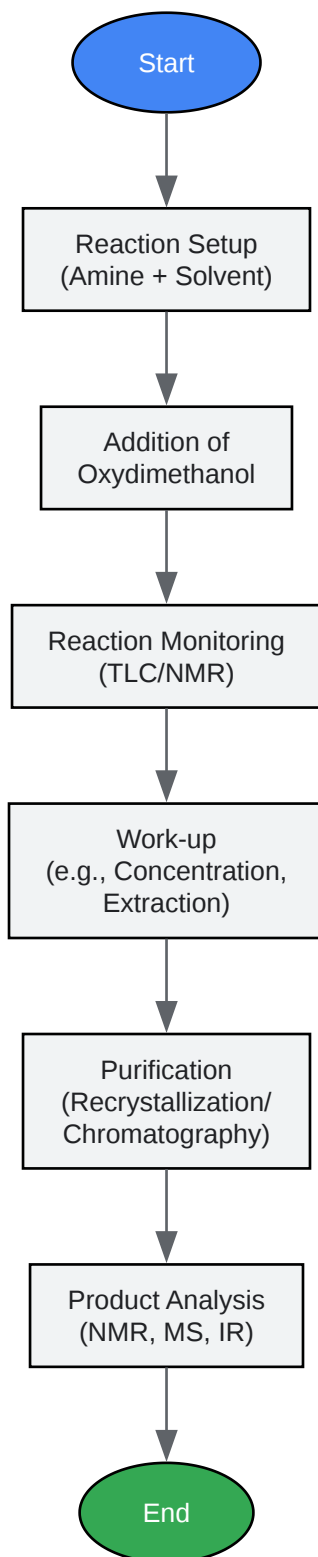 Start
Reaction Setup
(Amine + Solvent)
Addition of
Oxydimethanol
Reaction Monitoring
(TLC/NMR)
Work-up
(e.g., Concentration,
Extraction)
Purification
(Recrystallization/
Chromatography)
Product Analysis
(NMR, MS, IR)
End